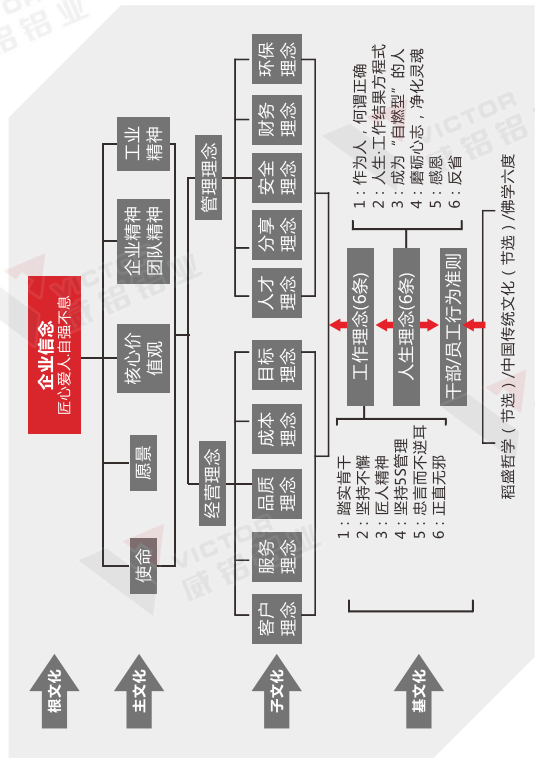 企业信念
匠心爱人.自强不息
根文化
使命
愿景
核心价
值观
企业精神
团队精神
工业
精神
主文化
经营理念
管理理念
客户
理念
服务
理念
品质
理念
成本
理念
目标
理念
人才
理念
分享
理念
安全
理念
财务
理念
环保
理念
子文化
1：踏实肯干
2：坚持不懈
3：匠人精神
4：坚持5S管理
5：忠言而不逆耳
6：正直无邪
工作理念(6条)
人生理念(6条)
干部/员工行为准则
1：作为人，何谓正确
2：人生·工作结果方程式
3：成为“自燃型”的人
4：磨砺心志，净化灵魂
5：感恩
6：反省
基文化
稻盛哲学（节选）/中国传统文化（节选）/佛学六度
VICTOR
威铝铝业
VICTOR
威铝铝业
VICTOR
威铝铝